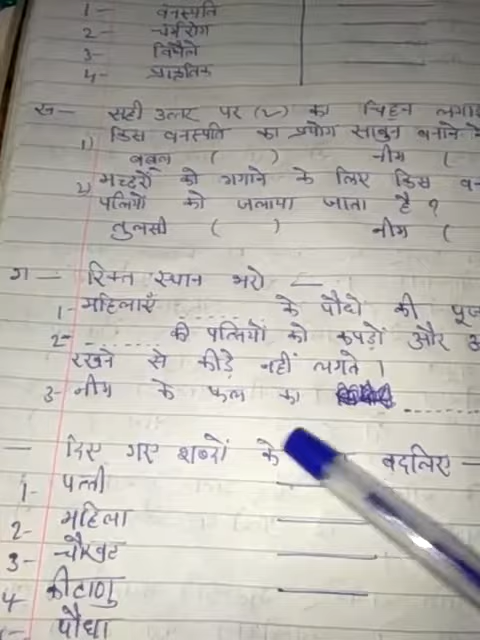 1- वनस्पति
2- चर्मरोग
3- विषैले
4- प्राकृतिक
ख- सही उत्तर पर (✓) का चिह्न लगा
1) किस वनस्पति का प्रयोग साबुन बनाने
बबूल ( ) नीम (
2) मच्छरों को भगाने के लिए किस
पत्तियों को जलाया जाता है ?
तुलसी ( ) नीम (
ग- रिक्त स्थान भरो -
1- महिलाएँ ........ के पौधो की
2- ........ की पत्तियों को कपड़ों और
रखने से कीड़े नहीं लगते ।
3- नीम के फल का ........
- दिए गए शब्दों के बदलिए -
1- पत्ती
2- महिला
3- चौखट
4 कीटाणु
पौधा